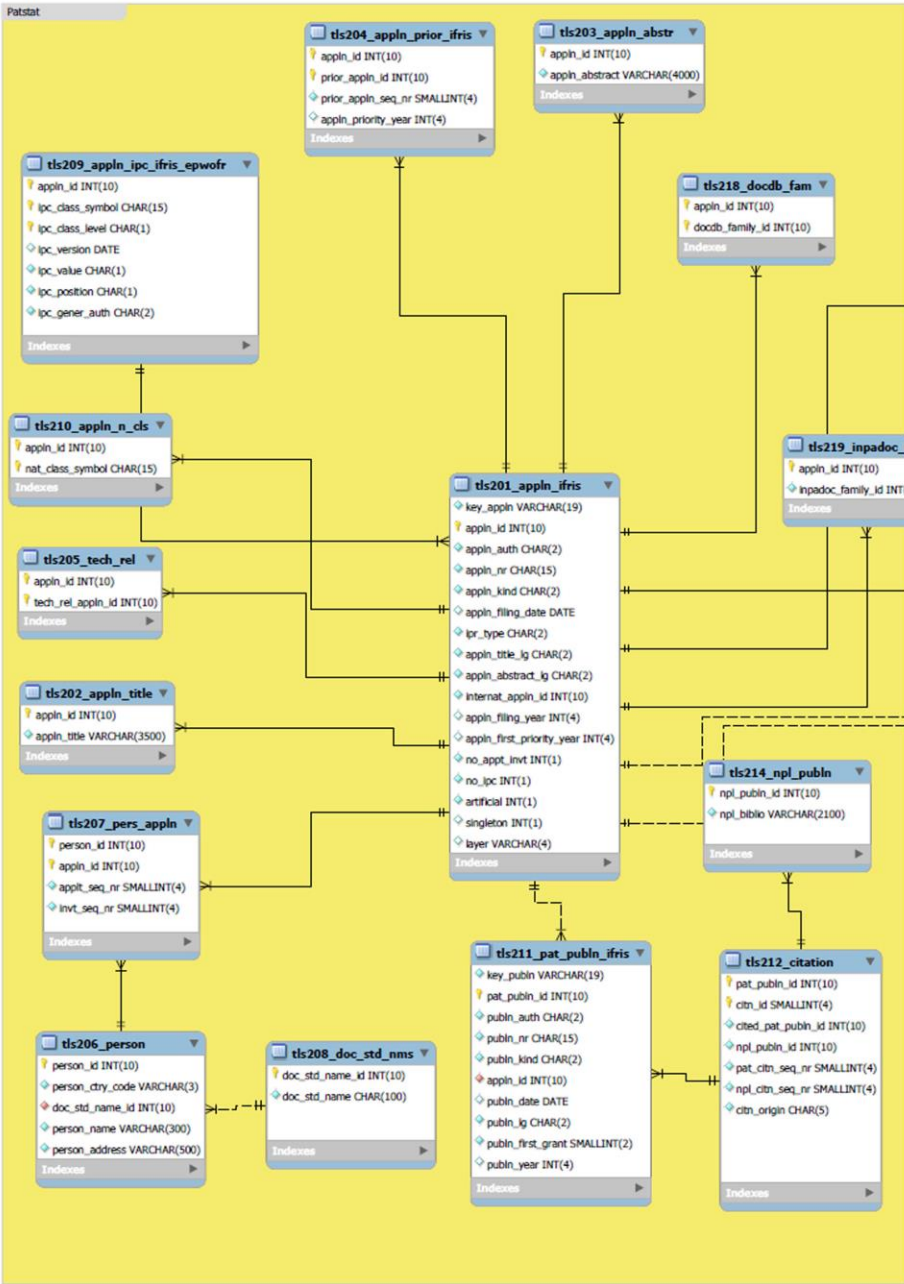 Patstat
tls204_appln_prior_ifris
appln_id INT(10)
prior_appln_id INT(10)
prior_appln_seq_nr SMALLINT(4)
appln_priority_year INT(4)
Indexes
tls203_appln_abstr
appln_id INT(10)
appln_abstract VARCHAR(4000)
Indexes
tls209_appln_ipc_ifris_epwofr
appln_id INT(10)
ipc_class_symbol CHAR(15)
ipc_class_level CHAR(1)
ipc_version DATE
ipc_value CHAR(1)
ipc_position CHAR(1)
ipc_gener_auth CHAR(2)
Indexes
tls218_docdb_fam
appln_id INT(10)
docdb_family_id INT(10)
Indexes
tls210_appln_n_cls
appln_id INT(10)
nat_class_symbol CHAR(15)
Indexes
tls219_inpadoc_
appln_id INT(10)
inpadoc_family_id INT(
Indexes
tls201_appln_ifris
key_appln VARCHAR(19)
appln_id INT(10)
appln_auth CHAR(2)
appln_nr CHAR(15)
appln_kind CHAR(2)
appln_filing_date DATE
ipr_type CHAR(2)
appln_title_lg CHAR(2)
appln_abstract_lg CHAR(2)
internat_appln_id INT(10)
appln_filing_year INT(4)
appln_first_priority_year INT(4)
no_appt_invt INT(1)
no_ipc INT(1)
artificial INT(1)
singleton INT(1)
layer VARCHAR(4)
Indexes
tls205_tech_rel
appln_id INT(10)
tech_rel_appln_id INT(10)
Indexes
tls202_appln_title
appln_id INT(10)
appln_title VARCHAR(3500)
Indexes
tls214_npl_publn
npl_publn_id INT(10)
npl_biblio VARCHAR(2100)
Indexes
tls207_pers_appln
person_id INT(10)
appln_id INT(10)
applt_seq_nr SMALLINT(4)
invt_seq_nr SMALLINT(4)
Indexes
tls211_pat_publn_ifris
key_publn VARCHAR(19)
pat_publn_id INT(10)
publn_auth CHAR(2)
publn_nr CHAR(15)
publn_kind CHAR(2)
appln_id INT(10)
publn_date DATE
publn_lg CHAR(2)
publn_first_grant SMALLINT(2)
publn_year INT(4)
Indexes
tls212_citation
pat_publn_id INT(10)
citn_id SMALLINT(4)
cited_pat_publn_id INT(10)
npl_publn_id INT(10)
pat_citn_seq_nr SMALLINT(4)
npl_citn_seq_nr SMALLINT(4)
citn_origin CHAR(5)
Indexes
tls206_person
person_id INT(10)
person_ctry_code VARCHAR(3)
doc_std_name_id INT(10)
person_name VARCHAR(300)
person_address VARCHAR(500)
Indexes
tls208_doc_std_nms
doc_std_name_id INT(10)
doc_std_name CHAR(100)
Indexes